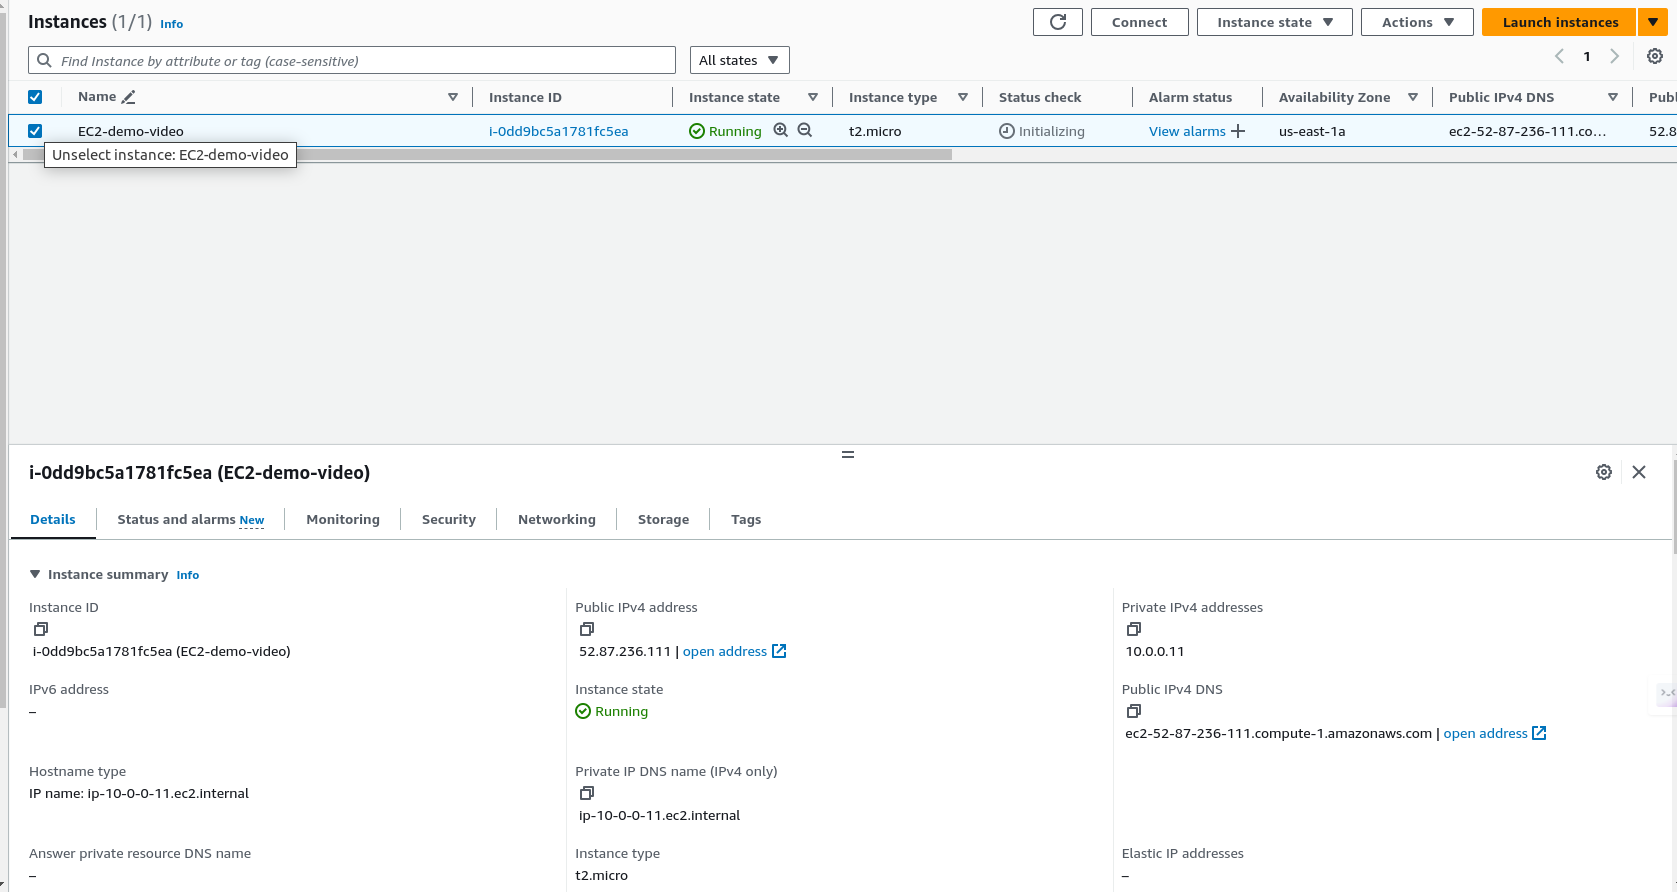 Instances (1/1) Info
Connect
Instance state
Actions
Launch instances
Find Instance by attribute or tag (case-sensitive)
All states
1
Name
Instance ID
Instance state
Instance type
Status check
Alarm status
Availability Zone
Public IPv4 DNS
Publ
EC2-demo-video
i-0dd9bc5a1781fc5ea
Running
t2.micro
Initializing
View alarms
us-east-1a
ec2-52-87-236-111.co...
52.8
Unselect instance: EC2-demo-video
i-0dd9bc5a1781fc5ea (EC2-demo-video)
Details
Status and alarms New
Monitoring
Security
Networking
Storage
Tags
Instance summary Info
Instance ID
i-0dd9bc5a1781fc5ea (EC2-demo-video)
Public IPv4 address
52.87.236.111 | open address
Private IPv4 addresses
10.0.0.11
IPv6 address
–
Instance state
Running
Public IPv4 DNS
ec2-52-87-236-111.compute-1.amazonaws.com | open address
Hostname type
IP name: ip-10-0-0-11.ec2.internal
Private IP DNS name (IPv4 only)
ip-10-0-0-11.ec2.internal
Answer private resource DNS name
–
Instance type
t2.micro
Elastic IP addresses
–